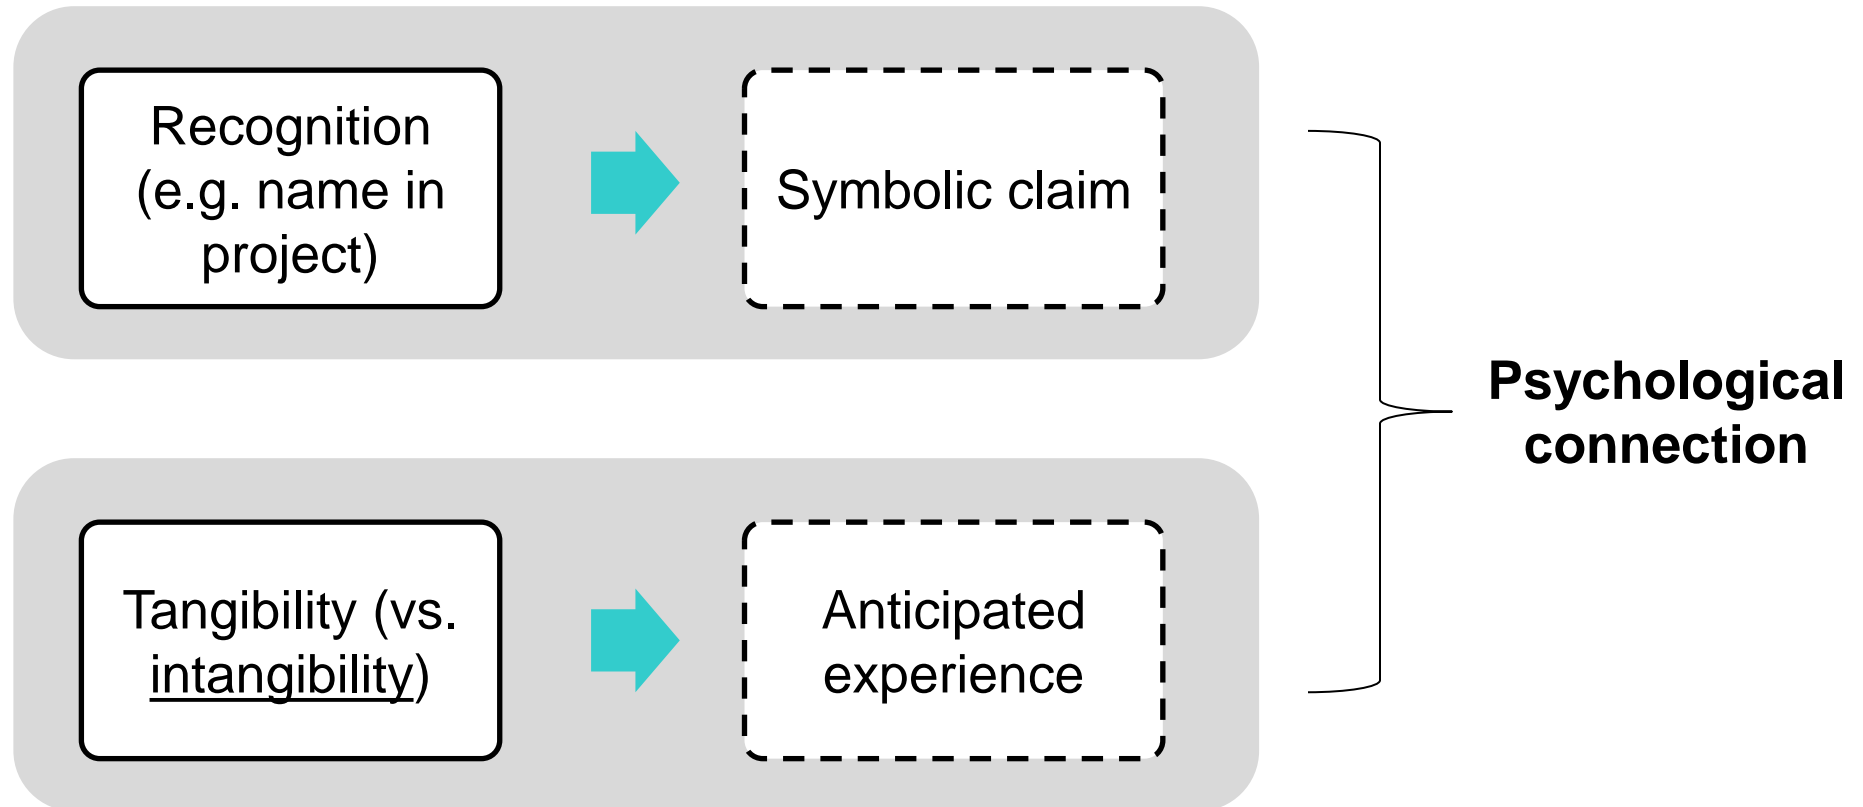 Recognition
(e.g. name in
project)
Symbolic claim
Tangibility (vs.
intangibility)
Anticipated
experience
Psychological
connection